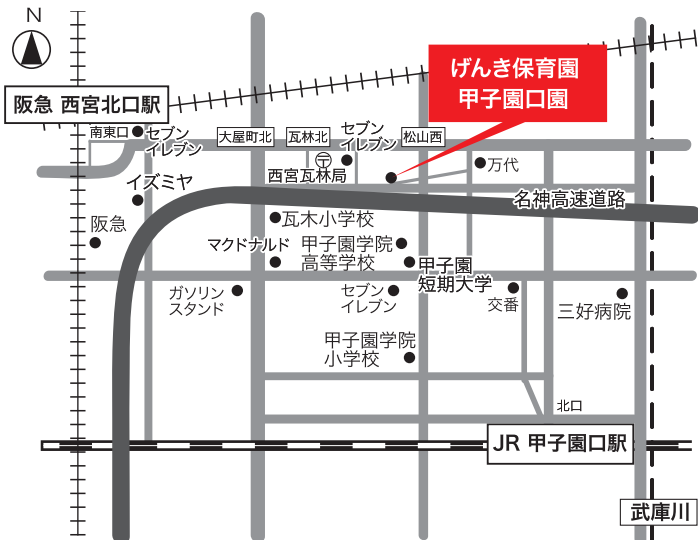 N
げんき保育園
甲子園口園
阪急 西宮北口駅
南東口
セブン
イレブン
大屋町北
瓦林北
セブン
イレブン
松山西
〒
西宮瓦林局
万代
イズミヤ
名神高速道路
阪急
瓦木小学校
マクドナルド
甲子園学院
高等学校
甲子園
短期大学
ガソリン
スタンド
セブン
イレブン
交番
三好病院
甲子園学院
小学校
北口
JR 甲子園口駅
武庫川